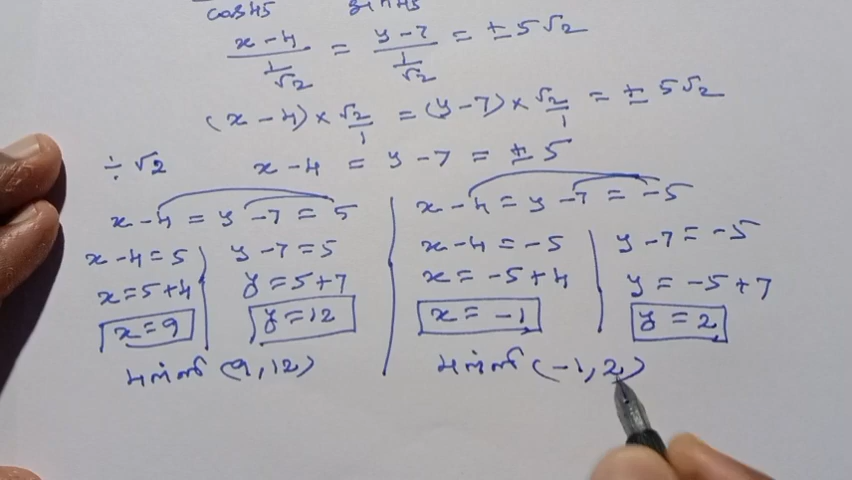 cos45 sin45
x-4/1/√2 = y-7/1/√2 = ±5√2
(x-4)×√2/1 = (y-7)×√2/1 = ±5√2
÷√2 x-4 = y-7 = ±5
x-4 = y-7 = 5
x-4=5 y-7=5
x=5+4 y=5+7
x=9 y=12
(9,12)
x-4 = y-7 = -5
x-4 = -5 y-7 = -5
x = -5+4 y = -5+7
x = -1 y = 2
(-1,2)